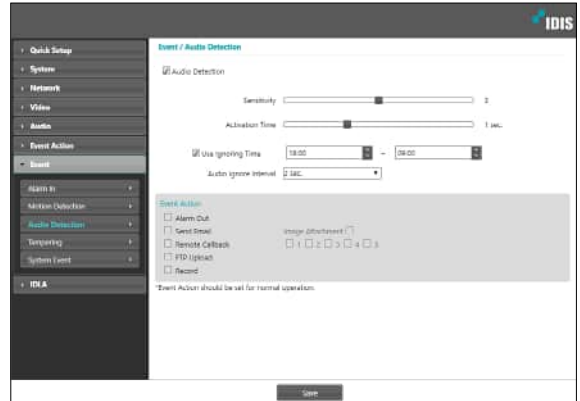 IDIS
Quick Setup
System
Network
Video
Audio
Event Action
Event
Alarm In
Motion Detection
Audio Detection
Tampering
System Event
IDLA
Event / Audio Detection
Audio Detection
Sensitivity 3
Activation Time 1 sec.
Use Ignoring Time 18:00 ~ 09:00
Audio Ignore Interval 2 sec.
Event Action
Alarm Out
Send Email Image Attachment
Remote Callback 1 2 3 4 5
FTP Upload
Record
*Event Action should be set for normal operation.
Save